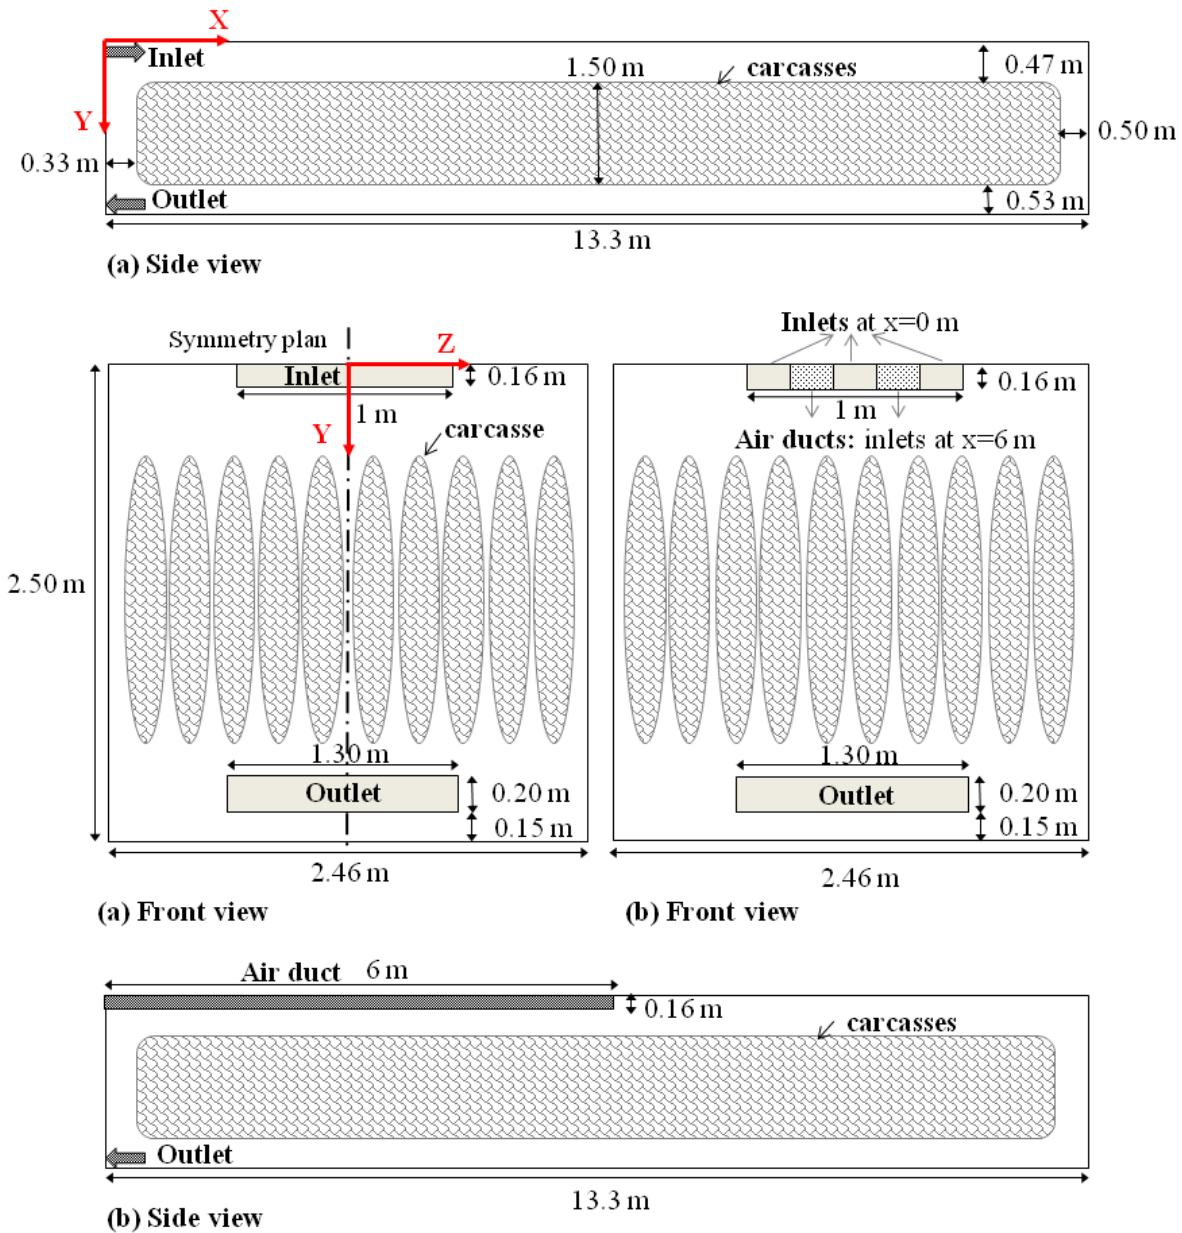 X
Inlet
1.50 m
carcasses
0.47 m
Y
0.50 m
0.33 m
Outlet
0.53 m
13.3 m
(a) Side view
Symmetry plan
Z
Inlet
0.16 m
1 m
Y
carcasse
2.50 m
1.30 m
Outlet
0.20 m
0.15 m
2.46 m
(a) Front view
Inlets at x=0 m
0.16 m
1 m
Air ducts: inlets at x=6 m
1.30 m
Outlet
0.20 m
0.15 m
2.46 m
(b) Front view
Air duct 6 m
0.16 m
carcasses
Outlet
13.3 m
(b) Side view